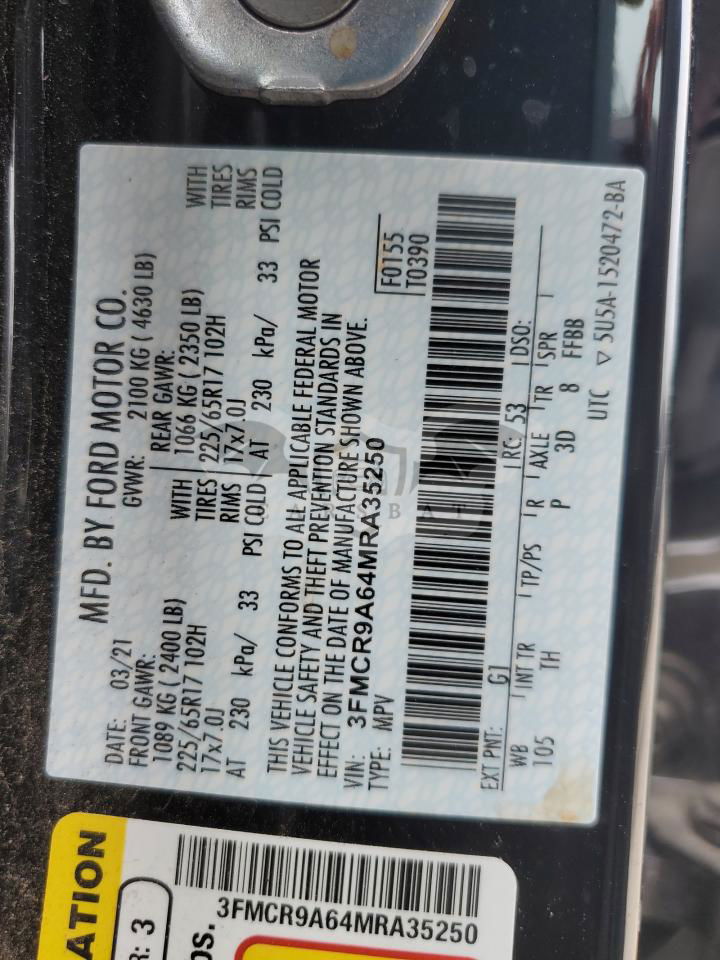 MFD. BY FORD MOTOR CO.
DATE: 03/21 GVWR: 2100 KG ( 4630 LB)
FRONT GAWR: REAR GAWR:
1089 KG ( 2400 LB) WITH 1066 KG ( 2350 LB) WITH
225/65R17 102H TIRES 225/65R17 102H TIRES
17x7.0J RIMS 17x7.0J RIMS
AT 230 kPa/ 33 PSI COLD AT 230 kPa/ 33 PSI COLD
THIS VEHICLE CONFORMS TO ALL APPLICABLE FEDERAL MOTOR
VEHICLE SAFETY AND THEFT PREVENTION STANDARDS IN
EFFECT ON THE DATE OF MANUFACTURE SHOWN ABOVE.
VIN: 3FMCR9A64MRA35250
TYPE: MPV
F0155
T0390
EXT PNT: G1 RC: 53 DSO:
WB INT TR TP/PS R AXLE TR SPR
105 TH P 3D 8 FFBB
UTC ▽ 5U5A-1520472-BA
CARSBAT
ATION
R: 3
os.
3FMCR9A64MRA35250